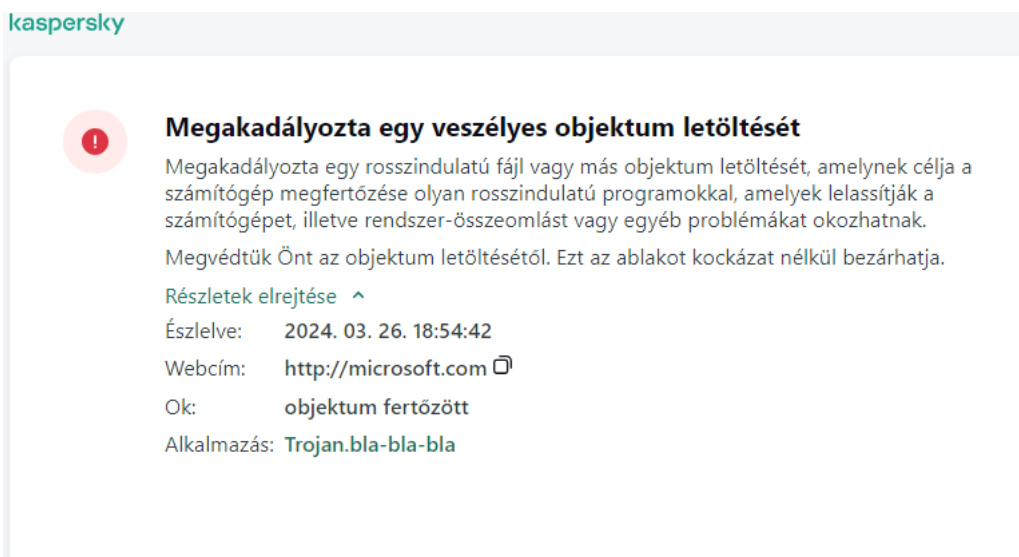 kaspersky
Megakadályozta egy veszélyes objektum letöltését
Megakadályozta egy rosszindulatú fájl vagy más objektum letöltését, amelynek célja a
számítógép megfertőzése olyan rosszindulatú programokkal, amelyek lelassítják a
számítógépet, illetve rendszer-összeomlást vagy egyéb problémákat okozhatnak.
Megvédtük Önt az objektum letöltésétől. Ezt az ablakot kockázat nélkül bezárhatja.
Részletek elrejtése
Észlelve: 2024. 03. 26. 18:54:42
Webcím: http://microsoft.com
Ok: objektum fertőzött
Alkalmazás: Trojan.bla-bla-bla